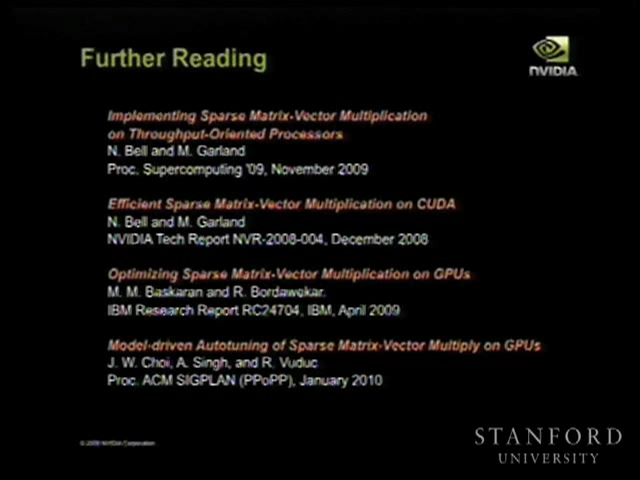 Further Reading
NVIDIA
Implementing Sparse Matrix-Vector Multiplication
on Throughput-Oriented Processors
N. Bell and M. Garland
Proc. Supercomputing '09, November 2009
Efficient Sparse Matrix-Vector Multiplication on CUDA
N. Bell and M. Garland
NVIDIA Tech Report NVR-2008-004, December 2008
Optimizing Sparse Matrix-Vector Multiplication on GPUs
M. M. Baskaran and R. Bordawekar.
IBM Research Report RC24704, IBM, April 2009
Model-driven Autotuning of Sparse Matrix-Vector Multiply on GPUs
J. W. Choi, A. Singh, and R. Vuduc
Proc. ACM SIGPLAN (PPoPP), January 2010
© 2009 NVIDIA Corporation
STANFORD
UNIVERSITY